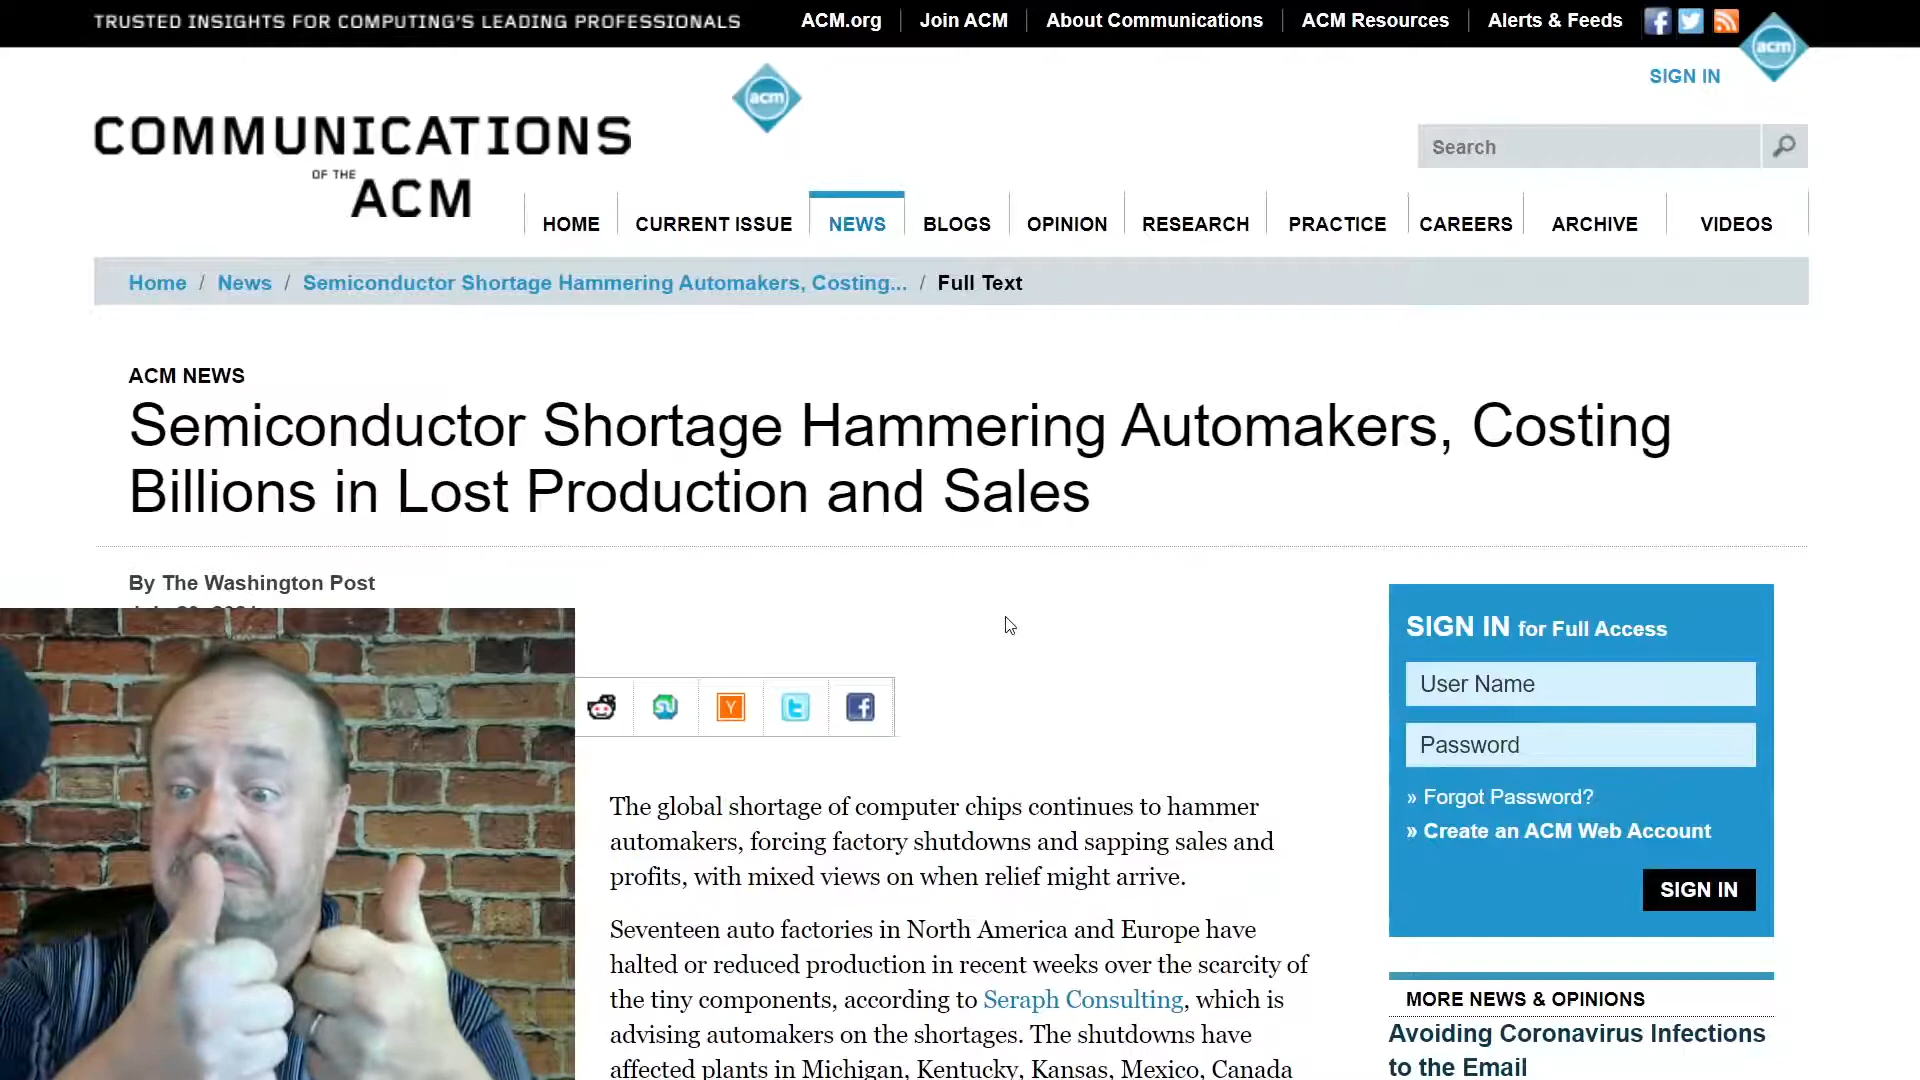 TRUSTED INSIGHTS FOR COMPUTING'S LEADING PROFESSIONALS
ACM.org
Join ACM
About Communications
ACM Resources
Alerts & Feeds
acm
SIGN IN
acm
COMMUNICATIONS
OF THE
ACM
Search
HOME
CURRENT ISSUE
NEWS
BLOGS
OPINION
RESEARCH
PRACTICE
CAREERS
ARCHIVE
VIDEOS
Home / News / Semiconductor Shortage Hammering Automakers, Costing... / Full Text
ACM NEWS
Semiconductor Shortage Hammering Automakers, Costing
Billions in Lost Production and Sales
By The Washington Post
The global shortage of computer chips continues to hammer
automakers, forcing factory shutdowns and sapping sales and
profits, with mixed views on when relief might arrive.
Seventeen auto factories in North America and Europe have
halted or reduced production in recent weeks over the scarcity of
the tiny components, according to Seraph Consulting, which is
advising automakers on the shortages. The shutdowns have
affected plants in Michigan, Kentucky, Kansas, Mexico, Canada
SIGN IN for Full Access
User Name
Password
» Forgot Password?
» Create an ACM Web Account
SIGN IN
MORE NEWS & OPINIONS
Avoiding Coronavirus Infections
to the Email